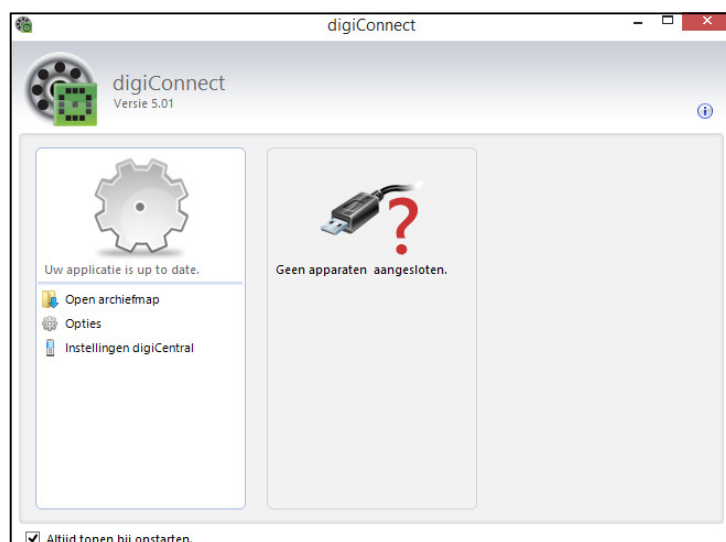 digiConnect
digiConnect
Versie 5.01
Uw applicatie is up to date.
Open archiefmap
Opties
Instellingen digiCentral
Geen apparaten aangesloten.
Altijd tonen bij opstarten.